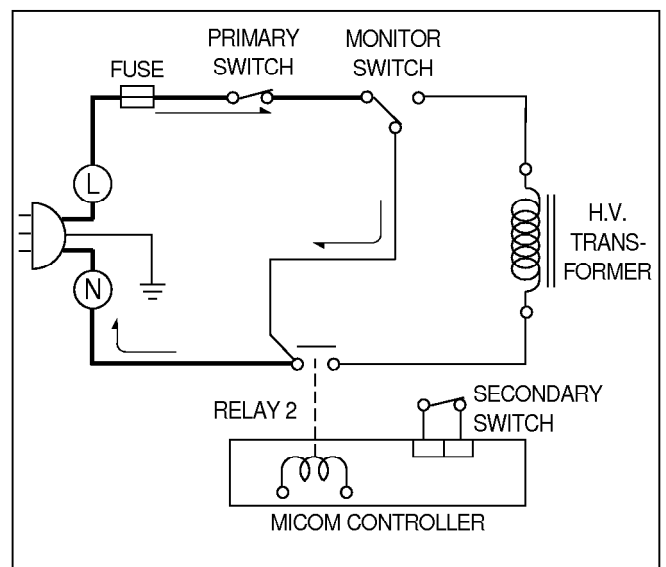 PRIMARY
SWITCH
MONITOR
SWITCH
FUSE
L
N
H.V.
TRANS-
FORMER
RELAY 2
SECONDARY
SWITCH
MICOM CONTROLLER